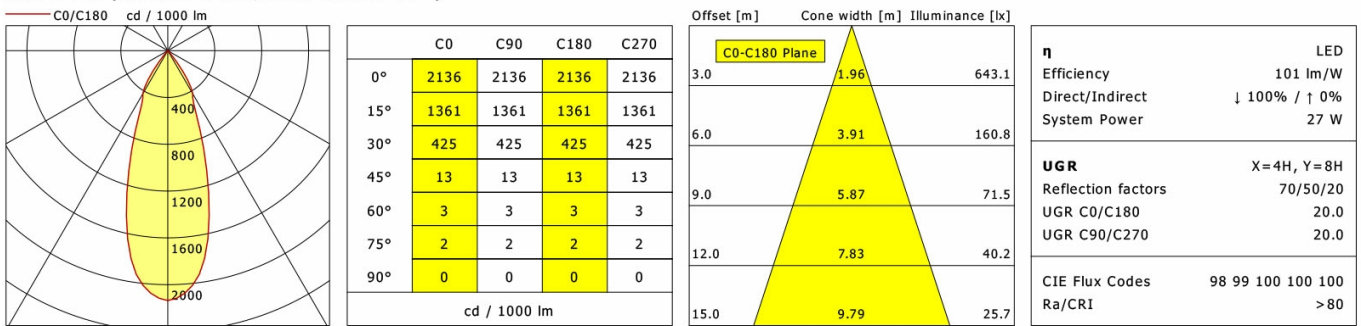 C0/C180 cd / 1000 lm
400
800
1200
1600
2000
C0 C90 C180 C270
0° 2136 2136 2136 2136
15° 1361 1361 1361 1361
30° 425 425 425 425
45° 13 13 13 13
60° 3 3 3 3
75° 2 2 2 2
90° 0 0 0 0
cd / 1000 lm
Offset [m] Cone width [m] Illuminance [lx]
C0-C180 Plane
3.0 1.96 643.1
6.0 3.91 160.8
9.0 5.87 71.5
12.0 7.83 40.2
15.0 9.79 25.7
η LED
Efficiency 101 lm/W
Direct/Indirect ↓ 100% / ↑ 0%
System Power 27 W
UGR X=4H, Y=8H
Reflection factors 70/50/20
UGR C0/C180 20.0
UGR C90/C270 20.0
CIE Flux Codes 98 99 100 100 100
Ra/CRI >80